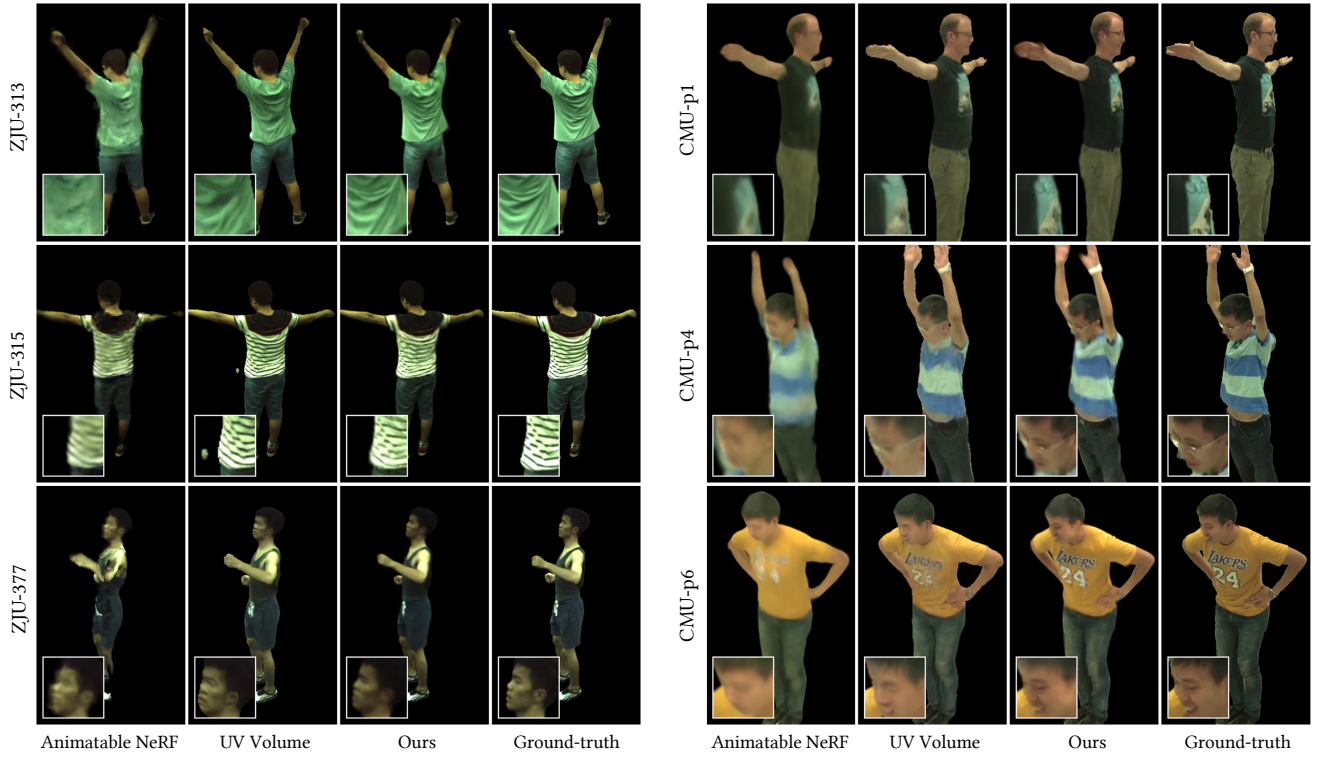 ZJU-313
CMU-p1
ZJU-315
CMU-p4
ZJU-377
CMU-p6
LAKERS
24
LAKERS
24
LAKERS
24
Animatable NeRF
UV Volume
Ours
Ground-truth
Animatable NeRF
UV Volume
Ours
Ground-truth